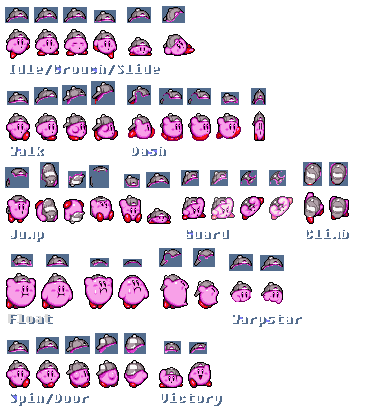 Idle/Crouch/Slide
Walk Dash
Jump Guard Climb
Float Warpstar
Spin/Door Victory